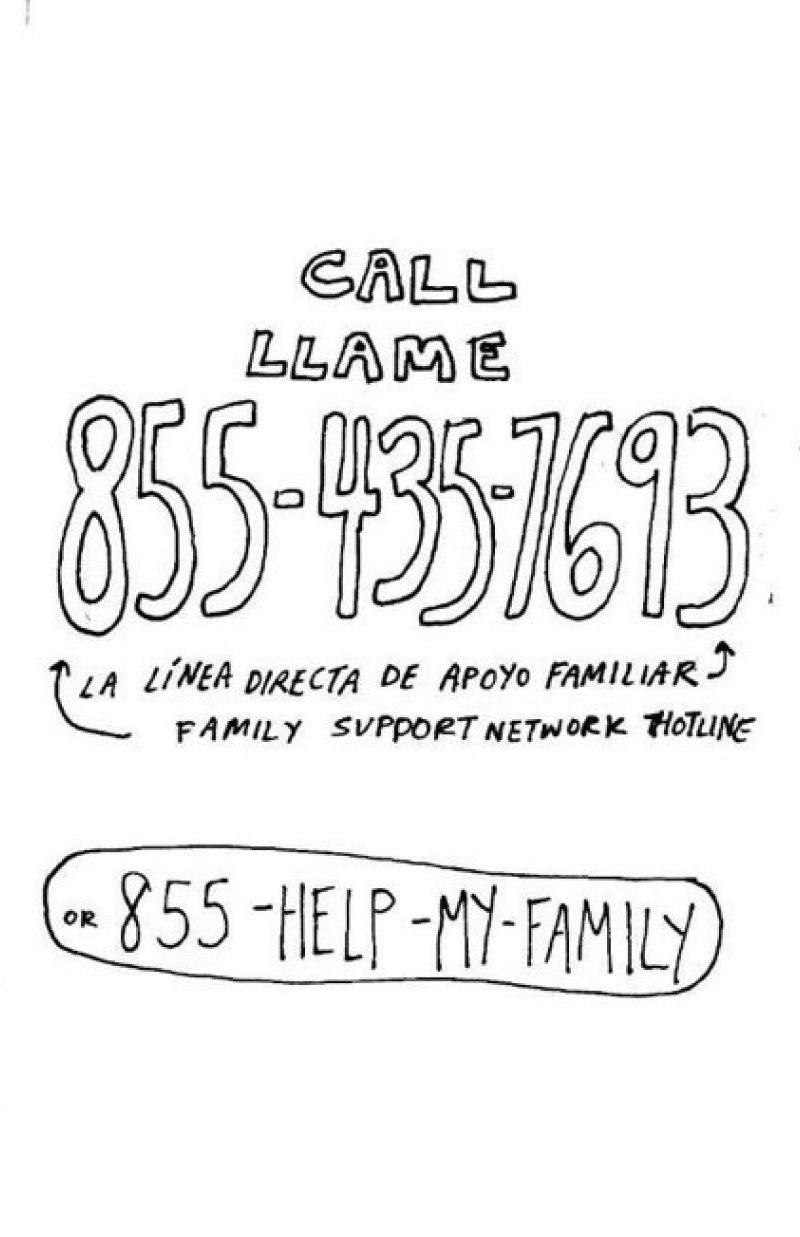 CALL
LLAME
855-435-7693
LA LÍNEA DIRECTA DE APOYO FAMILIAR
FAMILY SUPPORT NETWORK HOTLINE
OR 855-HELP-MY-FAMILY